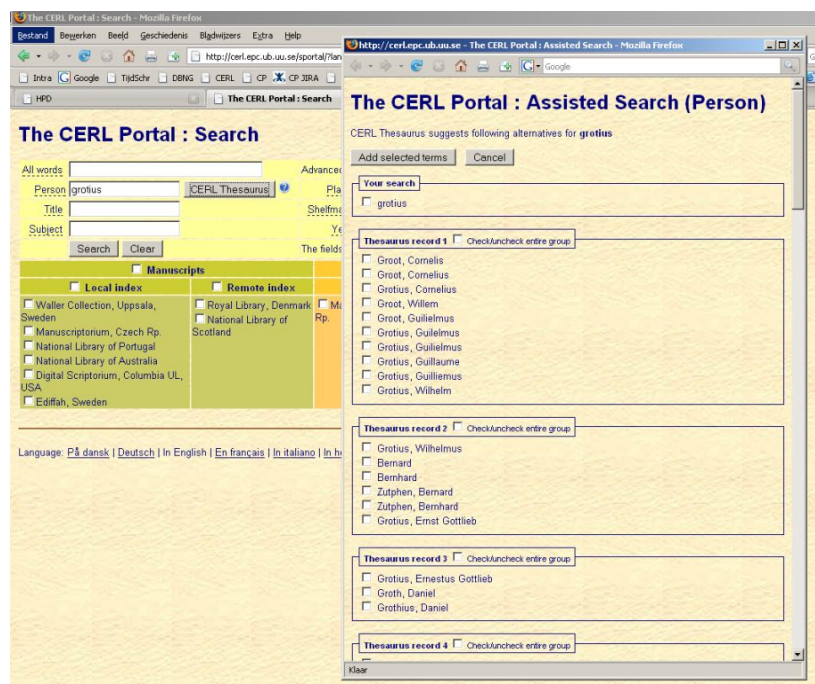 The CERL Portal : Search - Mozilla Firefox
Bestand Bewerken Beeld Geschiedenis Bladwijzers Extra Help
http://cerl.epc.ub.uu.se/sportal/?lan
Intra Google TijdSchr DBNG CERL CP CP JIRA
HPD The CERL Portal : Search
The CERL Portal : Search
All words Advanced
Person grotius CERL Thesaurus Pla
Title Shelfma
Subject Ye
Search Clear The fields
Manuscripts
Local index Remote index
Waller Collection, Uppsala,
Sweden
Manuscriptorium, Czech Rp.
National Library of Portugal
National Library of Australia
Digital Scriptorium, Columbia UL,
USA
Ediffah, Sweden
Royal Library, Denmark
National Library of
Scotland
Ma
Rp.
Language: På dansk | Deutsch | In English | En français | In italiano | In h
http://cerl.epc.ub.uu.se - The CERL Portal : Assisted Search - Mozilla Firefox
Google
The CERL Portal : Assisted Search (Person)
CERL Thesaurus suggests following alternatives for grotius
Add selected terms Cancel
Your search
grotius
Thesaurus record 1 Check/uncheck entire group
Groot, Cornelis
Groot, Cornelius
Grotius, Cornelius
Groot, Willem
Groot, Guilielmus
Grotius, Guilelmus
Grotius, Guilielmus
Grotius, Guillaume
Grotius, Guilliemus
Grotius, Wilhelm
Thesaurus record 2 Check/uncheck entire group
Grotius, Wilhelmus
Bernard
Bernhard
Zutphen, Bernard
Zutphen, Bernhard
Grotius, Ernst Gottlieb
Thesaurus record 3 Check/uncheck entire group
Grotius, Ernestus Gottlieb
Groth, Daniel
Grothius, Daniel
Thesaurus record 4 Check/uncheck entire group
Klaar